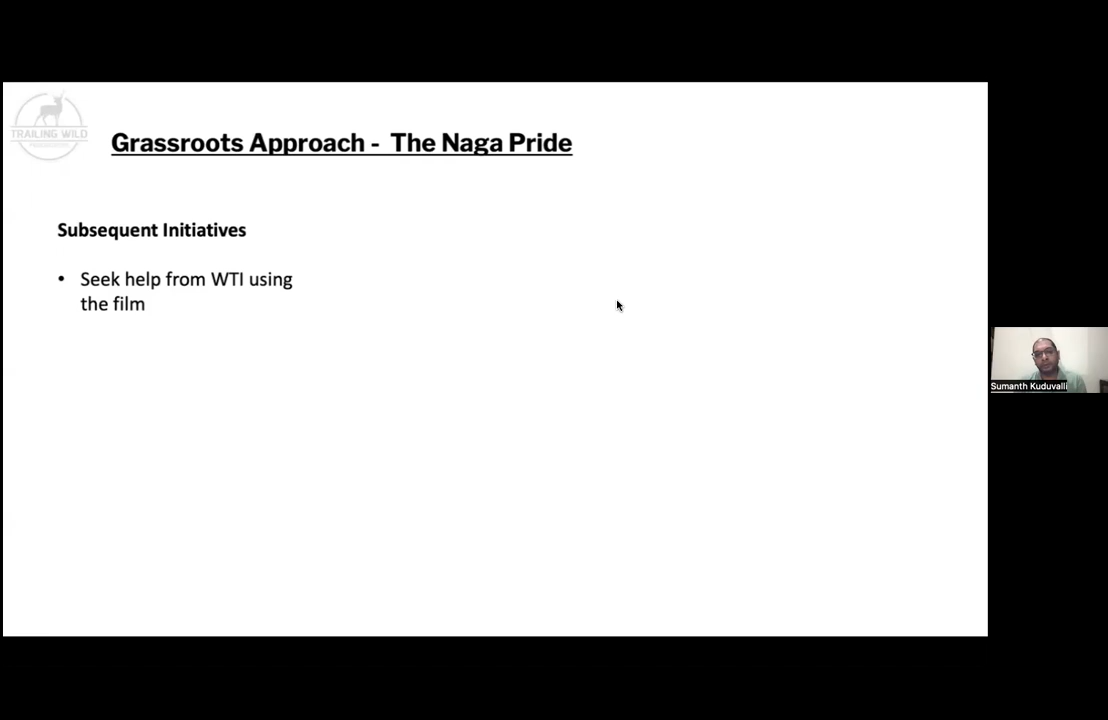 TRAILING WILD
Grassroots Approach - The Naga Pride
Subsequent Initiatives
• Seek help from WTI using
the film
Sumanth Kuduvalli